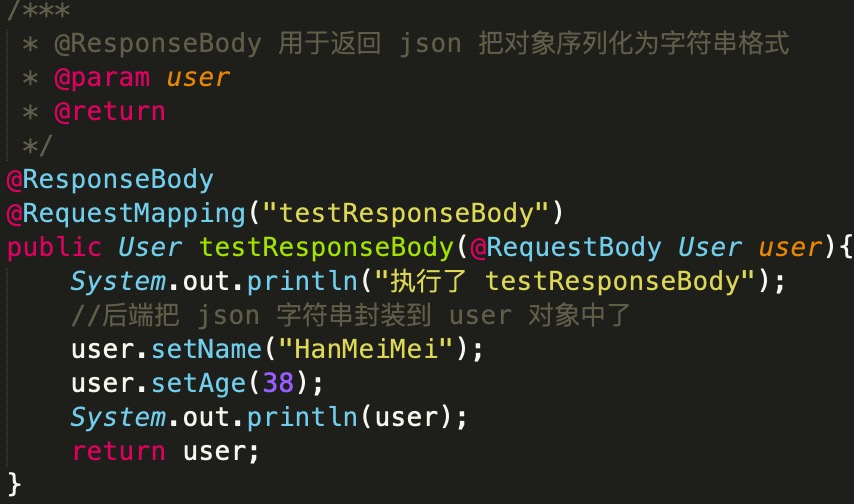 /***
 * @ResponseBody 用于返回 json 把对象序列化为字符串格式
 * @param user
 * @return
 */
@ResponseBody
@RequestMapping("testResponseBody")
public User testResponseBody(@RequestBody User user){
    System.out.println("执行了 testResponseBody");
    //后端把 json 字符串封装到 user 对象中了
    user.setName("HanMeiMei");
    user.setAge(38);
    System.out.println(user);
    return user;
}